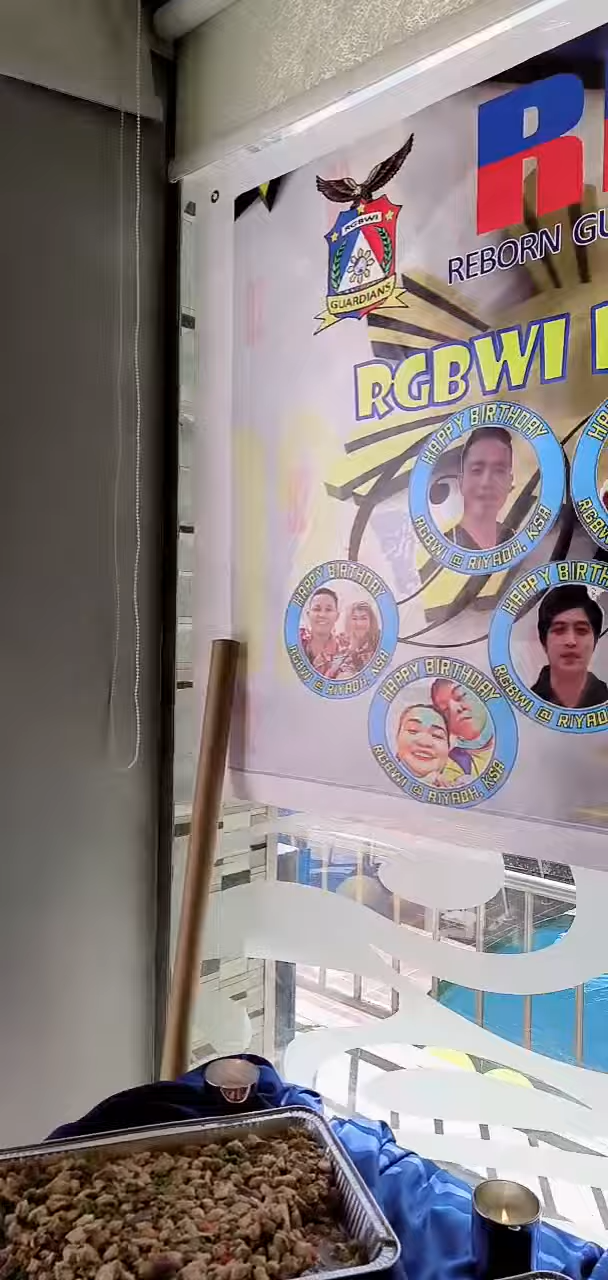 RGBWI
GUARDIANS
R
REBORN GU
RGBWI
HAPPY BIRTHDAY
RGBWI @ RIYADH, KSA
HAPPY BIRTHDAY
RGBWI @ RIYADH, KSA
HAPPY BIRTH
RGBWI @ RIYADH
HAPPY BIRTHDAY
RGBWI @ RIYADH, KSA